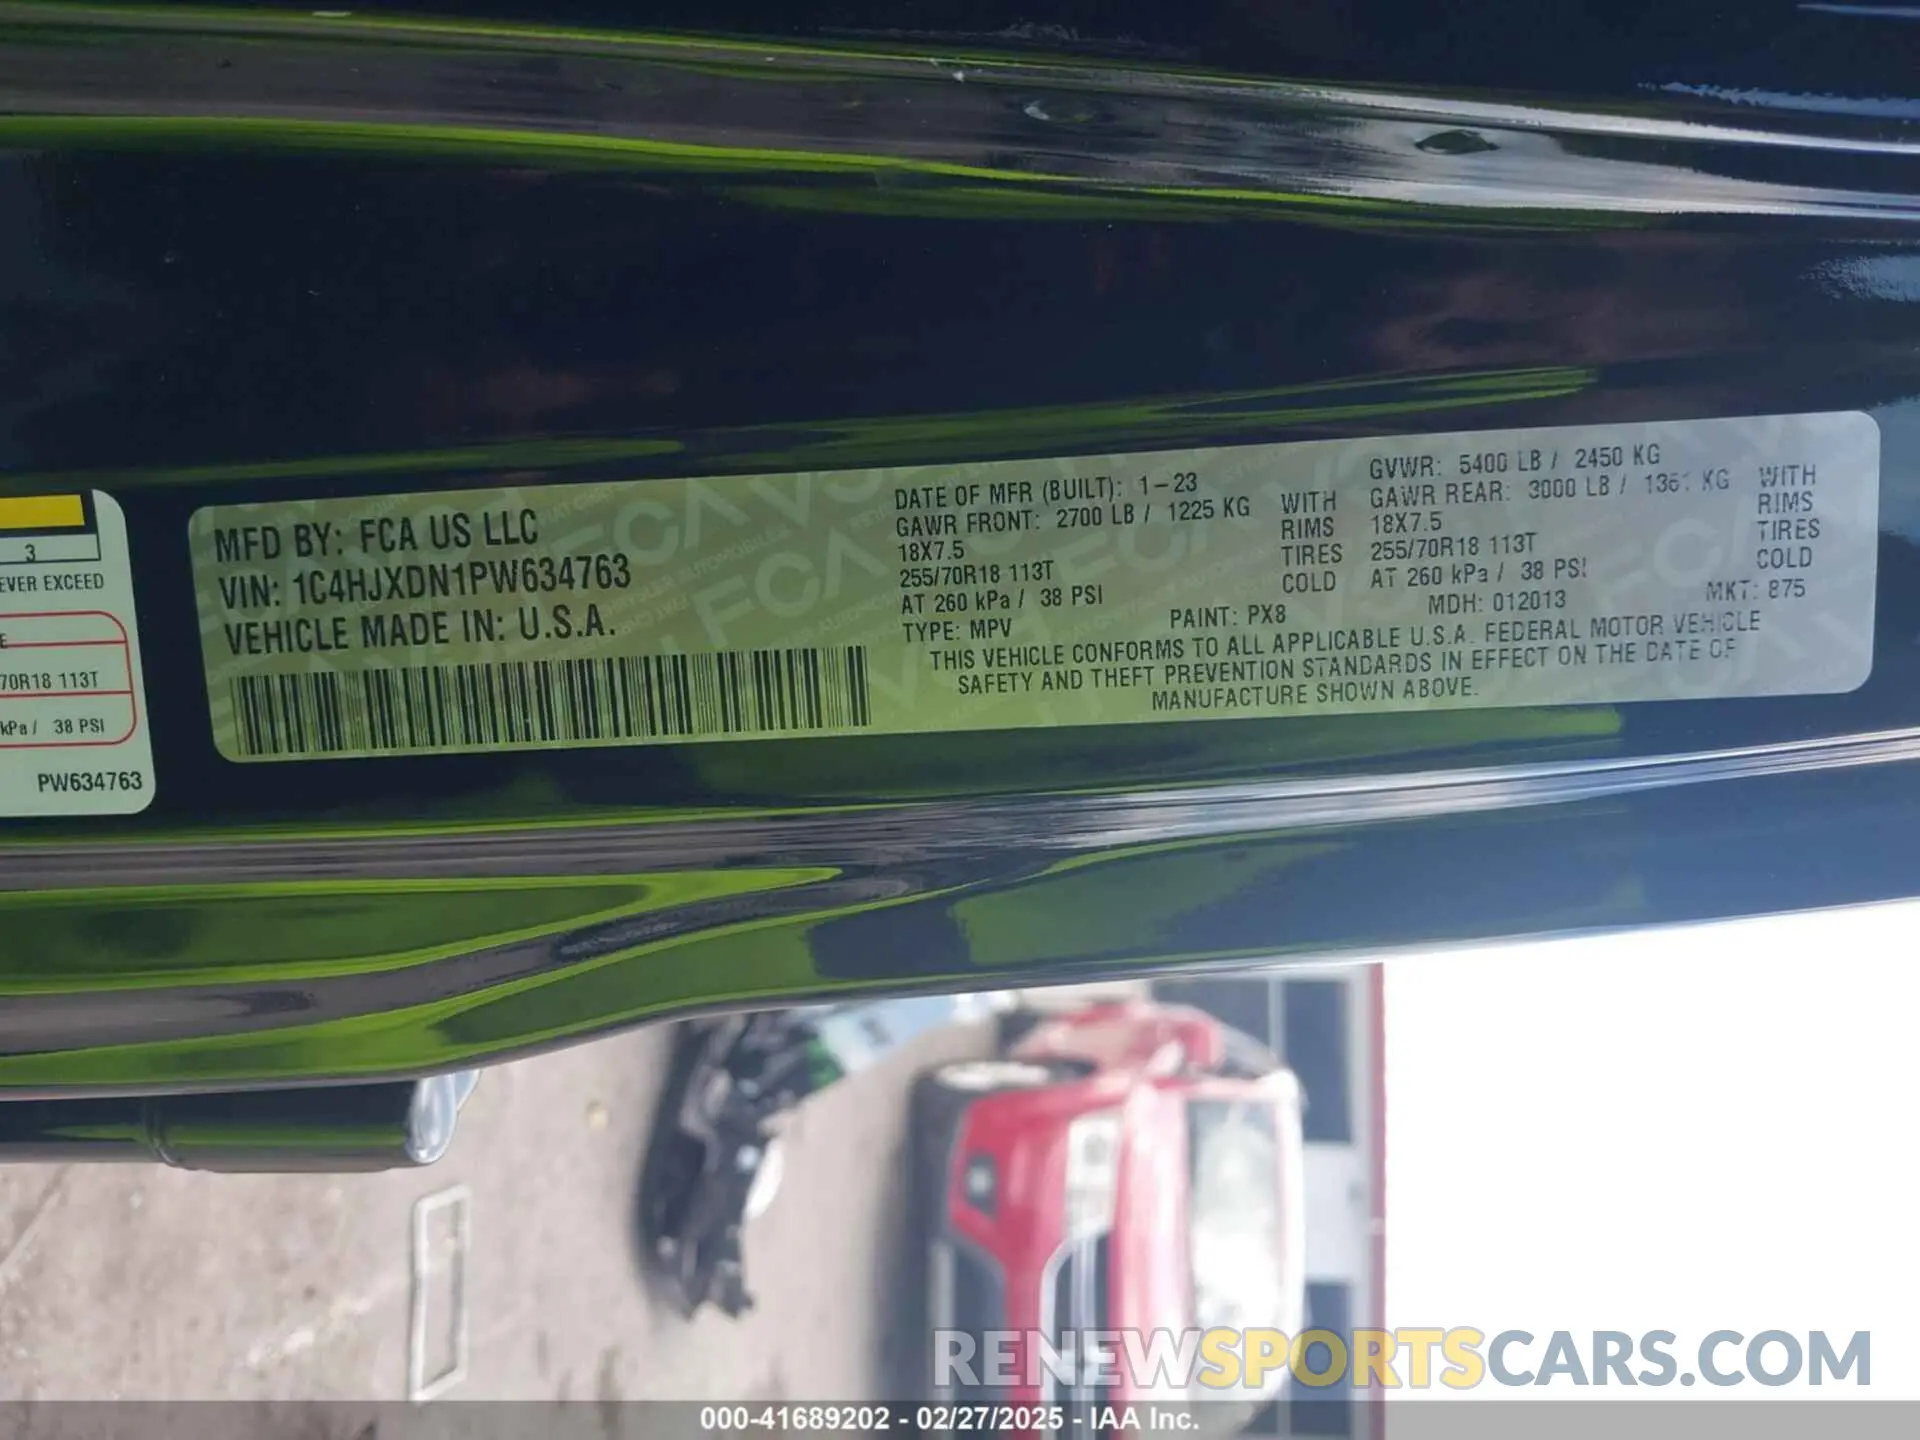 3
EVER EXCEED
E
70R18 113T
kPa / 38 PSI
PW634763
MFD BY: FCA US LLC
VIN: 1C4HJXDN1PW634763
VEHICLE MADE IN: U.S.A.
DATE OF MFR (BUILT): 1-23
GAWR FRONT: 2700 LB / 1225 KG
18X7.5
255/70R18 113T
AT 260 kPa / 38 PSI
TYPE: MPV
WITH
RIMS
TIRES
COLD
PAINT: PX8
GVWR: 5400 LB / 2450 KG
GAWR REAR: 3000 LB / 1361 KG
18X7.5
255/70R18 113T
AT 260 kPa / 38 PSI
MDH: 012013
WITH
RIMS
TIRES
COLD
MKT: 875
THIS VEHICLE CONFORMS TO ALL APPLICABLE U.S.A. FEDERAL MOTOR VEHICLE
SAFETY AND THEFT PREVENTION STANDARDS IN EFFECT ON THE DATE OF
MANUFACTURE SHOWN ABOVE.
RENEWSPORTSCARS.COM
000-41689202 - 02/27/2025 - IAA Inc.